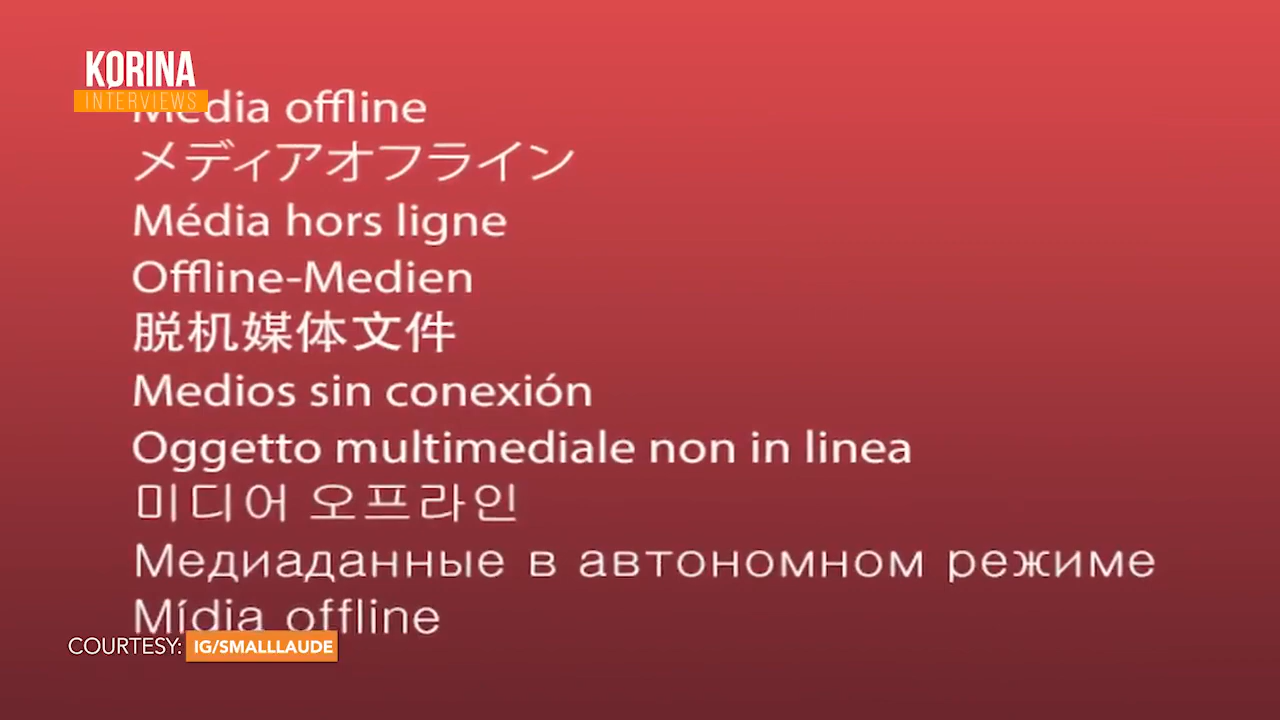 KORINA
INTERVIEWS
Media offline
メディアオフライン
Média hors ligne
Offline-Medien
脱机媒体文件
Medios sin conexión
Oggetto multimediale non in linea
미디어 오프라인
Медиаданные в автономном режиме
Mídia offline
COURTESY: IG/SMALLLAUDE